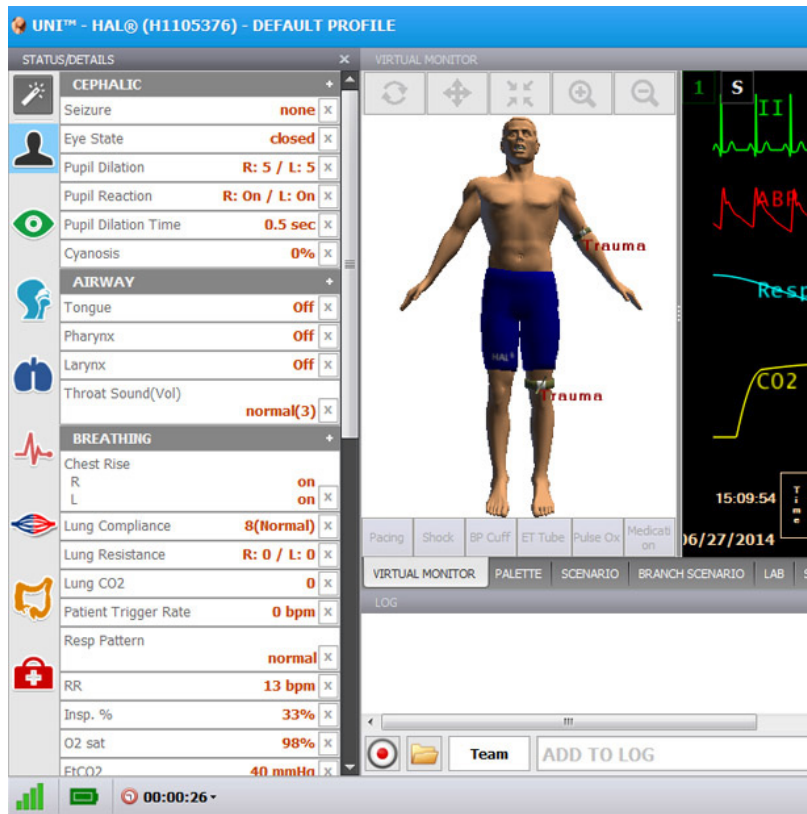 UNI™ - HAL® (H1105376) - DEFAULT PROFILE
STATUS/DETAILS ×
CEPHALIC +
Seizure none x
Eye State closed x
Pupil Dilation R: 5 / L: 5 x
Pupil Reaction R: On / L: On x
Pupil Dilation Time 0.5 sec x
Cyanosis 0% x
AIRWAY +
Tongue Off x
Pharynx Off x
Larynx Off x
Throat Sound(Vol)
normal(3) x
BREATHING +
Chest Rise
R on
L on x
Lung Compliance 8(Normal) x
Lung Resistance R: 0 / L: 0 x
Lung CO2 0 x
Patient Trigger Rate 0 bpm x
Resp Pattern
normal x
RR 13 bpm x
Insp. % 33% x
O2 sat 98% x
EtCO2 40 mmHg x
00:00:26
VIRTUAL MONITOR
Trauma
HAL®
Trauma
Pacing Shock BP Cuff ET Tube Pulse Ox Medicati
on
1 S
II
ABP
Resp
CO2
15:09:54
Time
06/27/2014
VIRTUAL MONITOR PALETTE SCENARIO BRANCH SCENARIO LAB S
LOG
Team ADD TO LOG